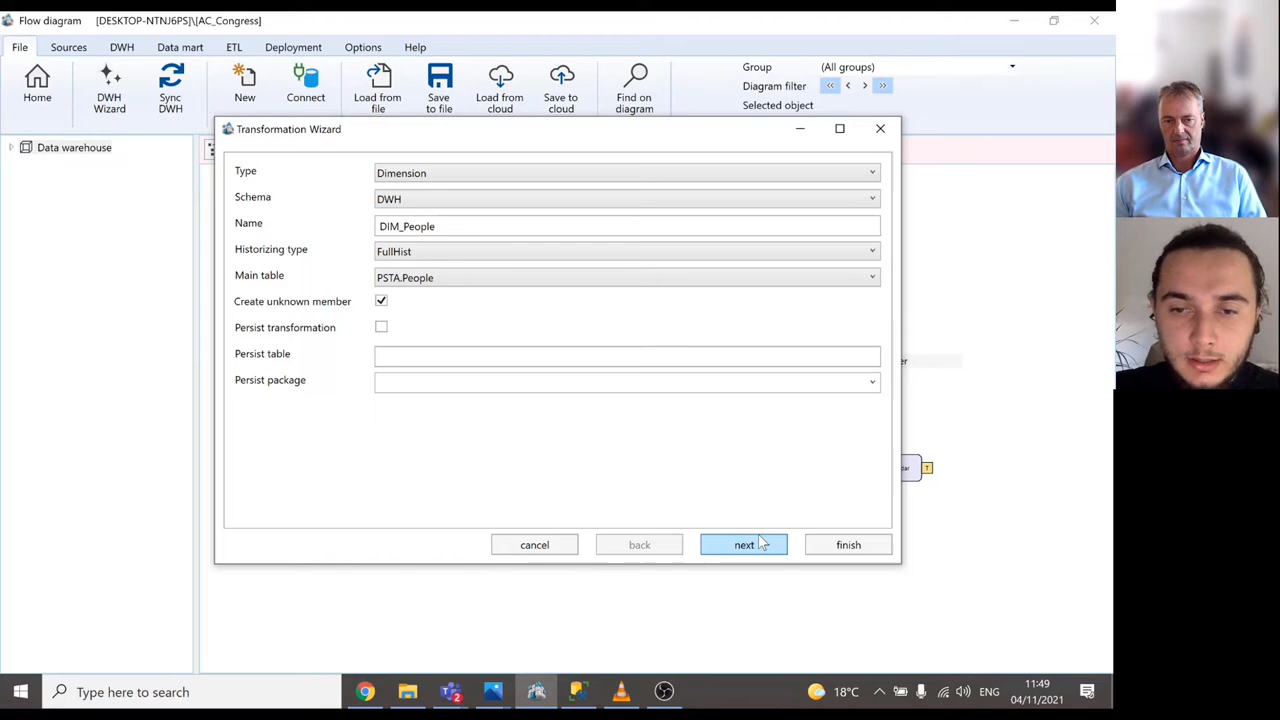 Flow diagram [DESKTOP-NTNJ6PS]\[AC_Congress]
File Sources DWH Data mart ETL Deployment Options Help
Home
DWH Wizard
Sync DWH
New
Connect
Load from file
Save to file
Load from cloud
Save to cloud
Find on diagram
Group (All groups)
Diagram filter
Selected object
Data warehouse
Transformation Wizard
Type Dimension
Schema DWH
Name DIM_People
Historizing type FullHist
Main table PSTA.People
Create unknown member
Persist transformation
Persist table
Persist package
cancel back next finish
T
Type here to search
18°C
ENG
11:49
04/11/2021